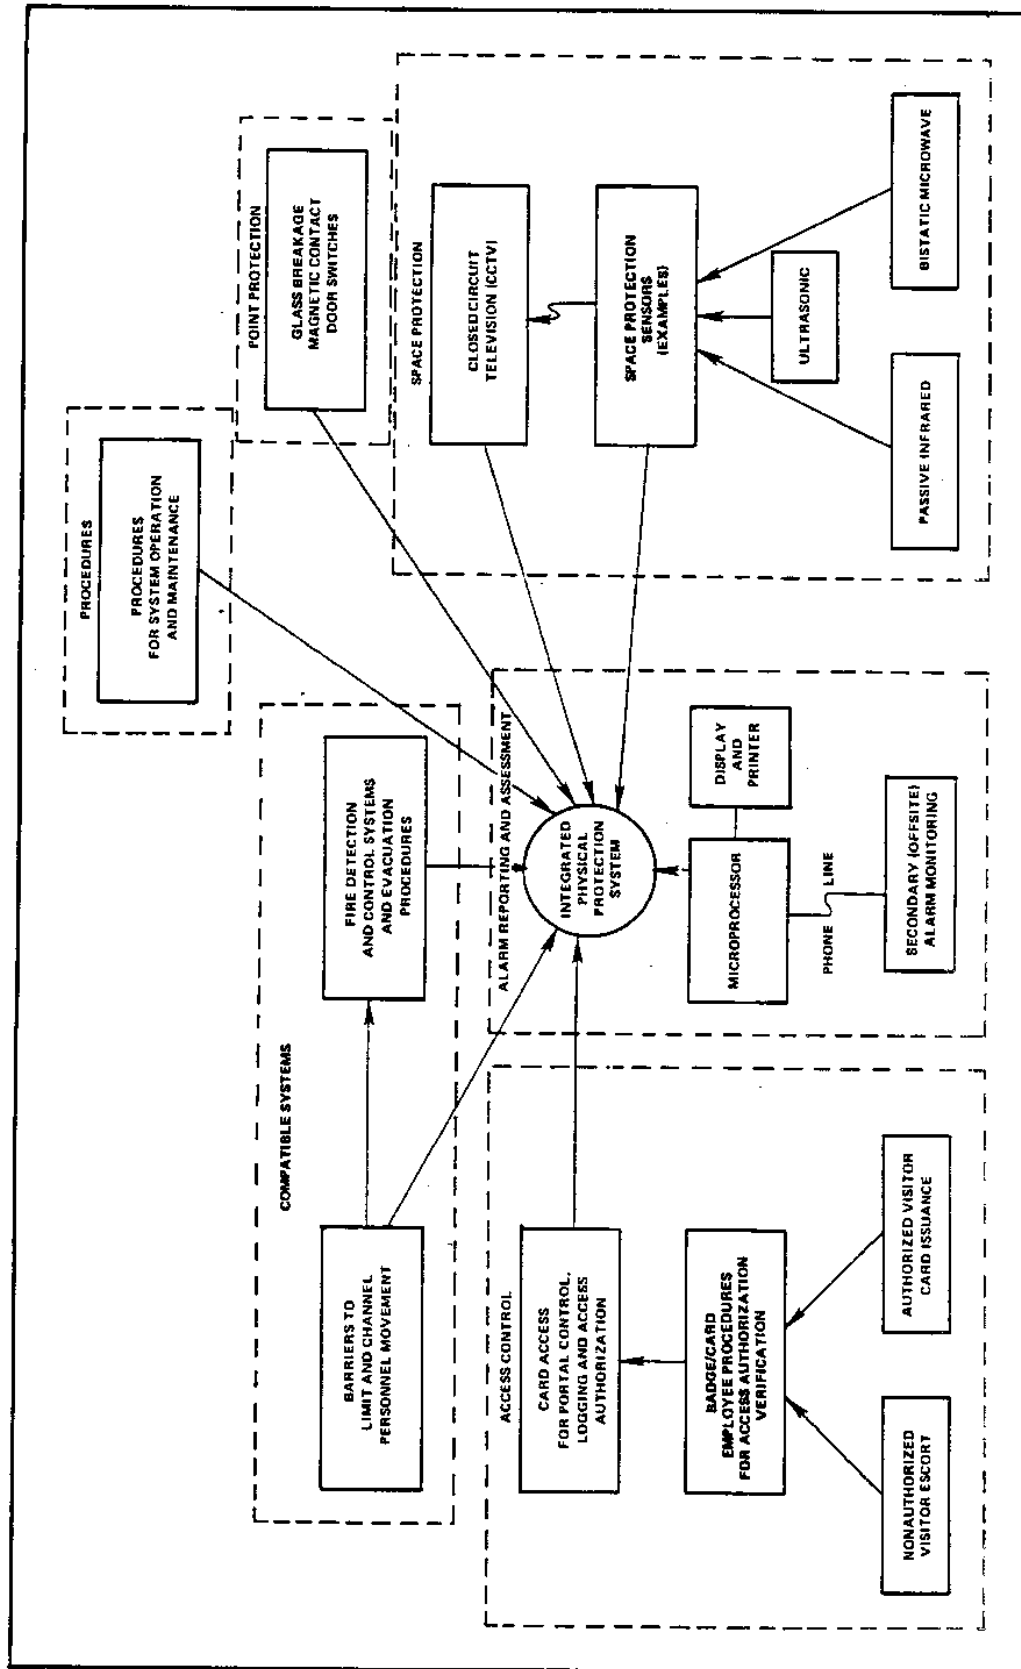 PROCEDURES
PROCEDURES
FOR SYSTEM OPERATION
AND MAINTENANCE
POINT PROTECTION
GLASS BREAKAGE
MAGNETIC CONTACT
DOOR SWITCHES
COMPATIBLE SYSTEMS
BARRIERS TO
LIMIT AND CHANNEL
PERSONNEL MOVEMENT
FIRE DETECTION
AND CONTROL SYSTEMS
AND EVACUATION
PROCEDURES
SPACE PROTECTION
CLOSED CIRCUIT
TELEVISION (CCTV)
SPACE PROTECTION
SENSORS
(EXAMPLES)
ULTRASONIC
PASSIVE INFRARED
BISTATIC MICROWAVE
ACCESS CONTROL
CARD ACCESS
FOR PORTAL CONTROL,
LOGGING AND ACCESS
AUTHORIZATION
BADGE/CARD
EMPLOYEE PROCEDURES
FOR ACCESS AUTHORIZATION
VERIFICATION
NONAUTHORIZED
VISITOR ESCORT
AUTHORIZED VISITOR
CARD ISSUANCE
ALARM REPORTING AND ASSESSMENT
INTEGRATED
PHYSICAL
PROTECTION
SYSTEM
MICROPROCESSOR
DISPLAY
AND
PRINTER
PHONE LINE
SECONDARY (OFFSITE)
ALARM MONITORING